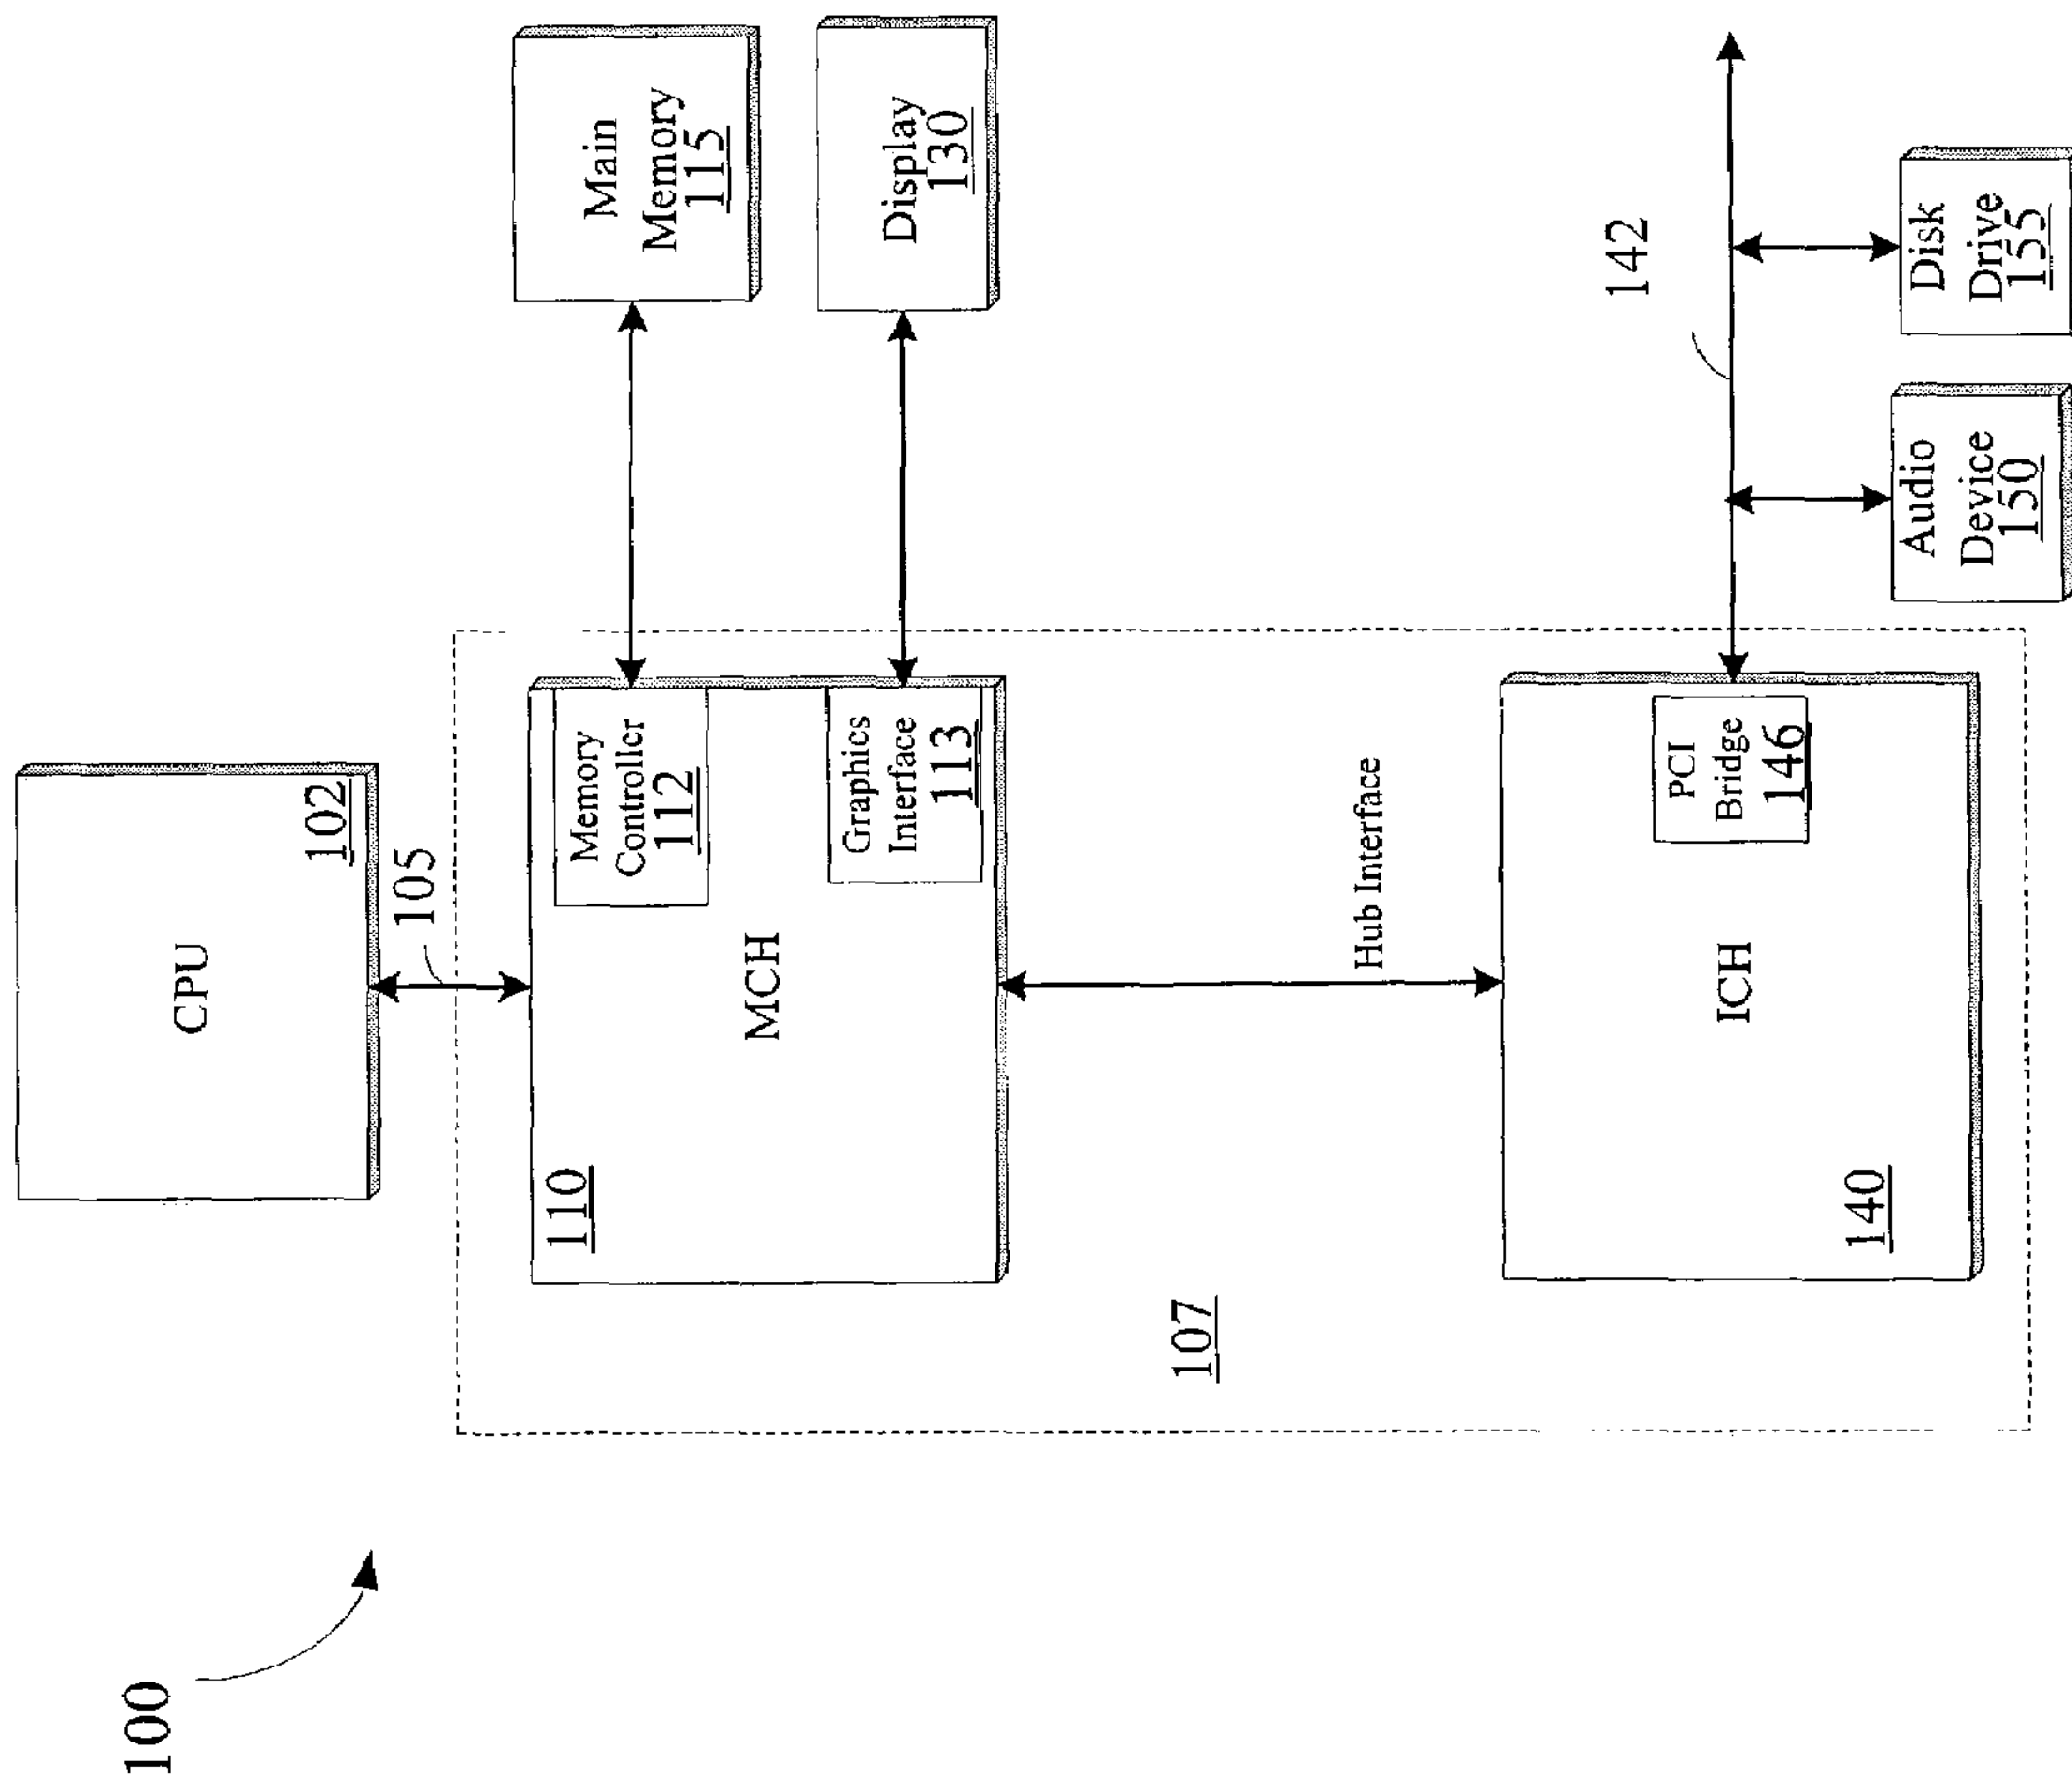 CPU
102
105
Main
Memory
115
Display
130
110
MCH
Memory
Controller
112
Graphics
Interface
113
107
Hub Interface
140
ICH
PCI
Bridge
146
142
Audio
Device
150
Disk
Drive
155
100